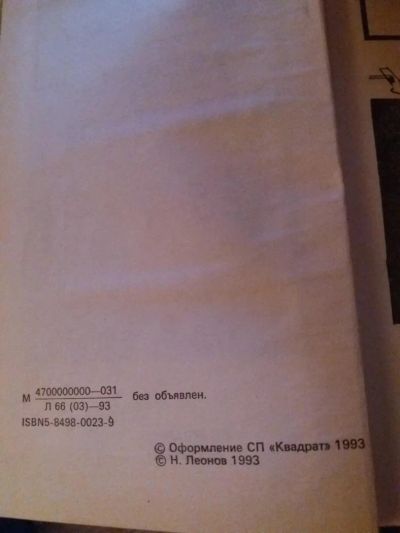 М 4700000000—031
Л 66 (03)—93 без объявлен.
ISBN5-8498-0023-9
© Оформление СП «Квадрат» 1993
© Н. Леонов 1993